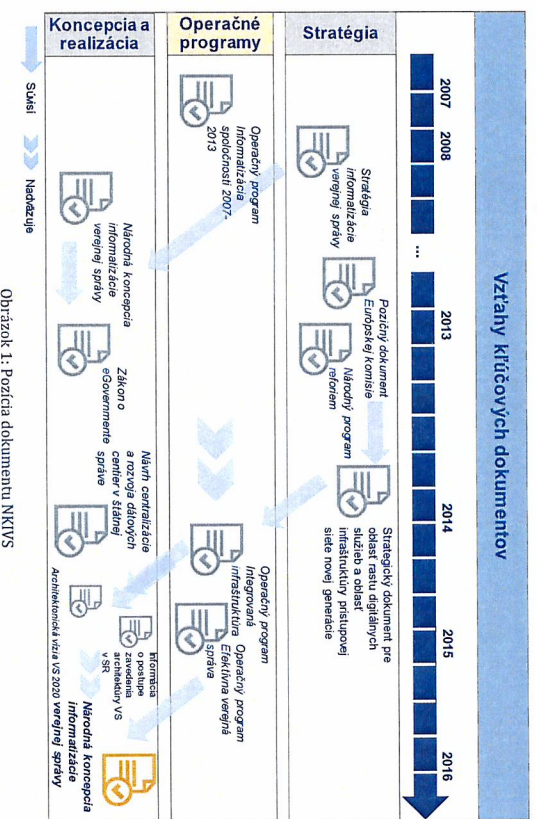 Vzťahy kľúčových dokumentov
2007
2008
...
2013
2014
2015
2016
Stratégia
Stratégia
informatizácie
verejnej správy
Pozičný dokument
Európskej komisie
Národný program
reforiem
Strategický dokument pre
oblasť rastu digitálnych
služieb a oblasť
infraštruktúry prístupovej
siete novej generácie
Operačné
programy
Operačný program
Informatizácia
spoločnosti 2007-
2013
Operačný program
Integrovaná
infraštruktúra
Operačný program
Efektívna verejná
správa
Koncepcia a
realizácia
Národná koncepcia
informatizácie
verejnej správy
Zákon o
eGovernmente
Návrh centralizácie
a rozvoja dátových
centier v štátnej
správe
Architektonická vízia VS 2020
Informácia
o postupe
zavedenia
architektúry VS
v SR
Národná koncepcia
informatizácie
verejnej správy
Súvisí
Nadväzuje
Obrázok 1: Pozícia dokumentu NKIVS